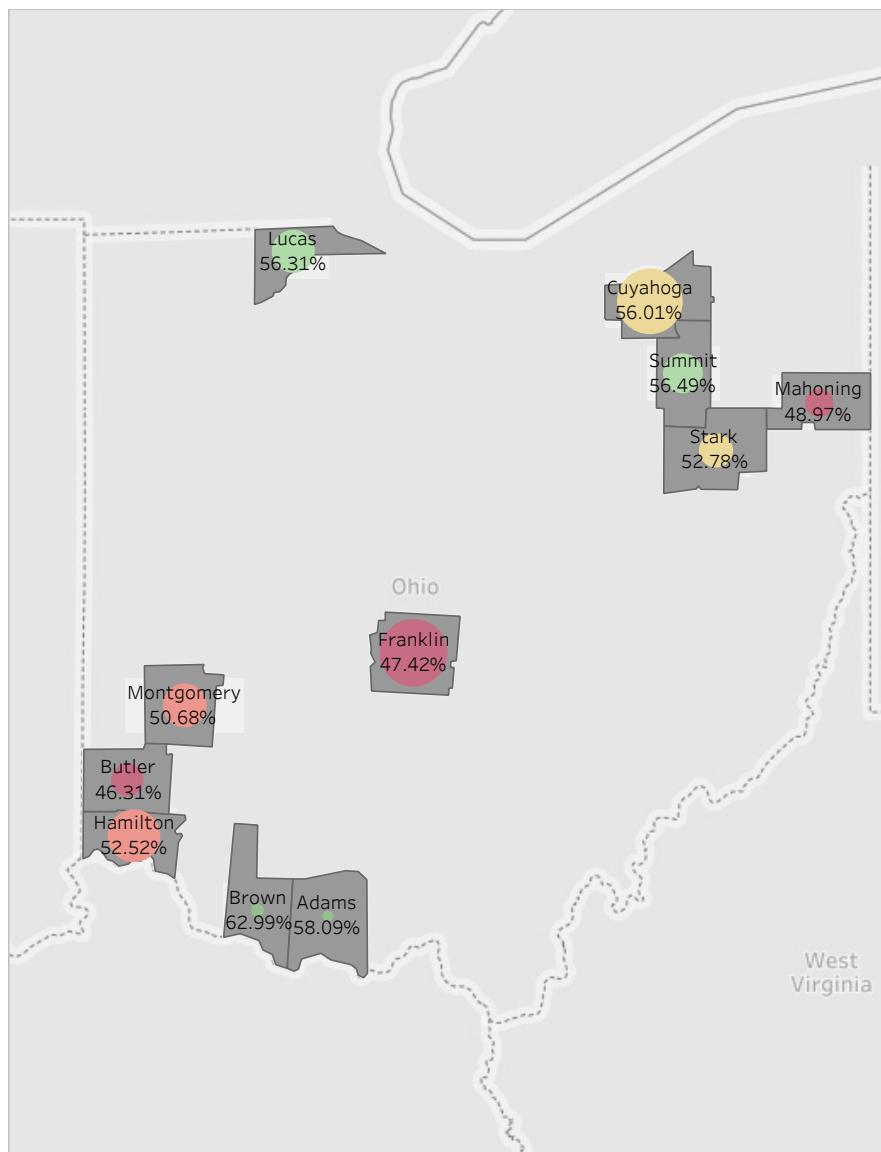 Lucas
56.31%
Cuyahoga
56.01%
Summit
56.49%
Mahoning
48.97%
Stark
52.78%
Ohio
Franklin
47.42%
Montgomery
50.68%
Butler
46.31%
Hamilton
52.52%
Brown
62.99%
Adams
58.09%
West
Virginia